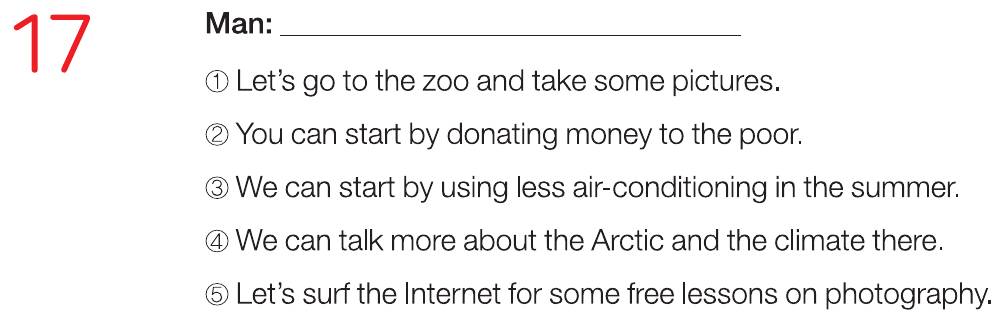 17
Man: ______________________________
① Let's go to the zoo and take some pictures.
② You can start by donating money to the poor.
③ We can start by using less air-conditioning in the summer.
④ We can talk more about the Arctic and the climate there.
⑤ Let's surf the Internet for some free lessons on photography.